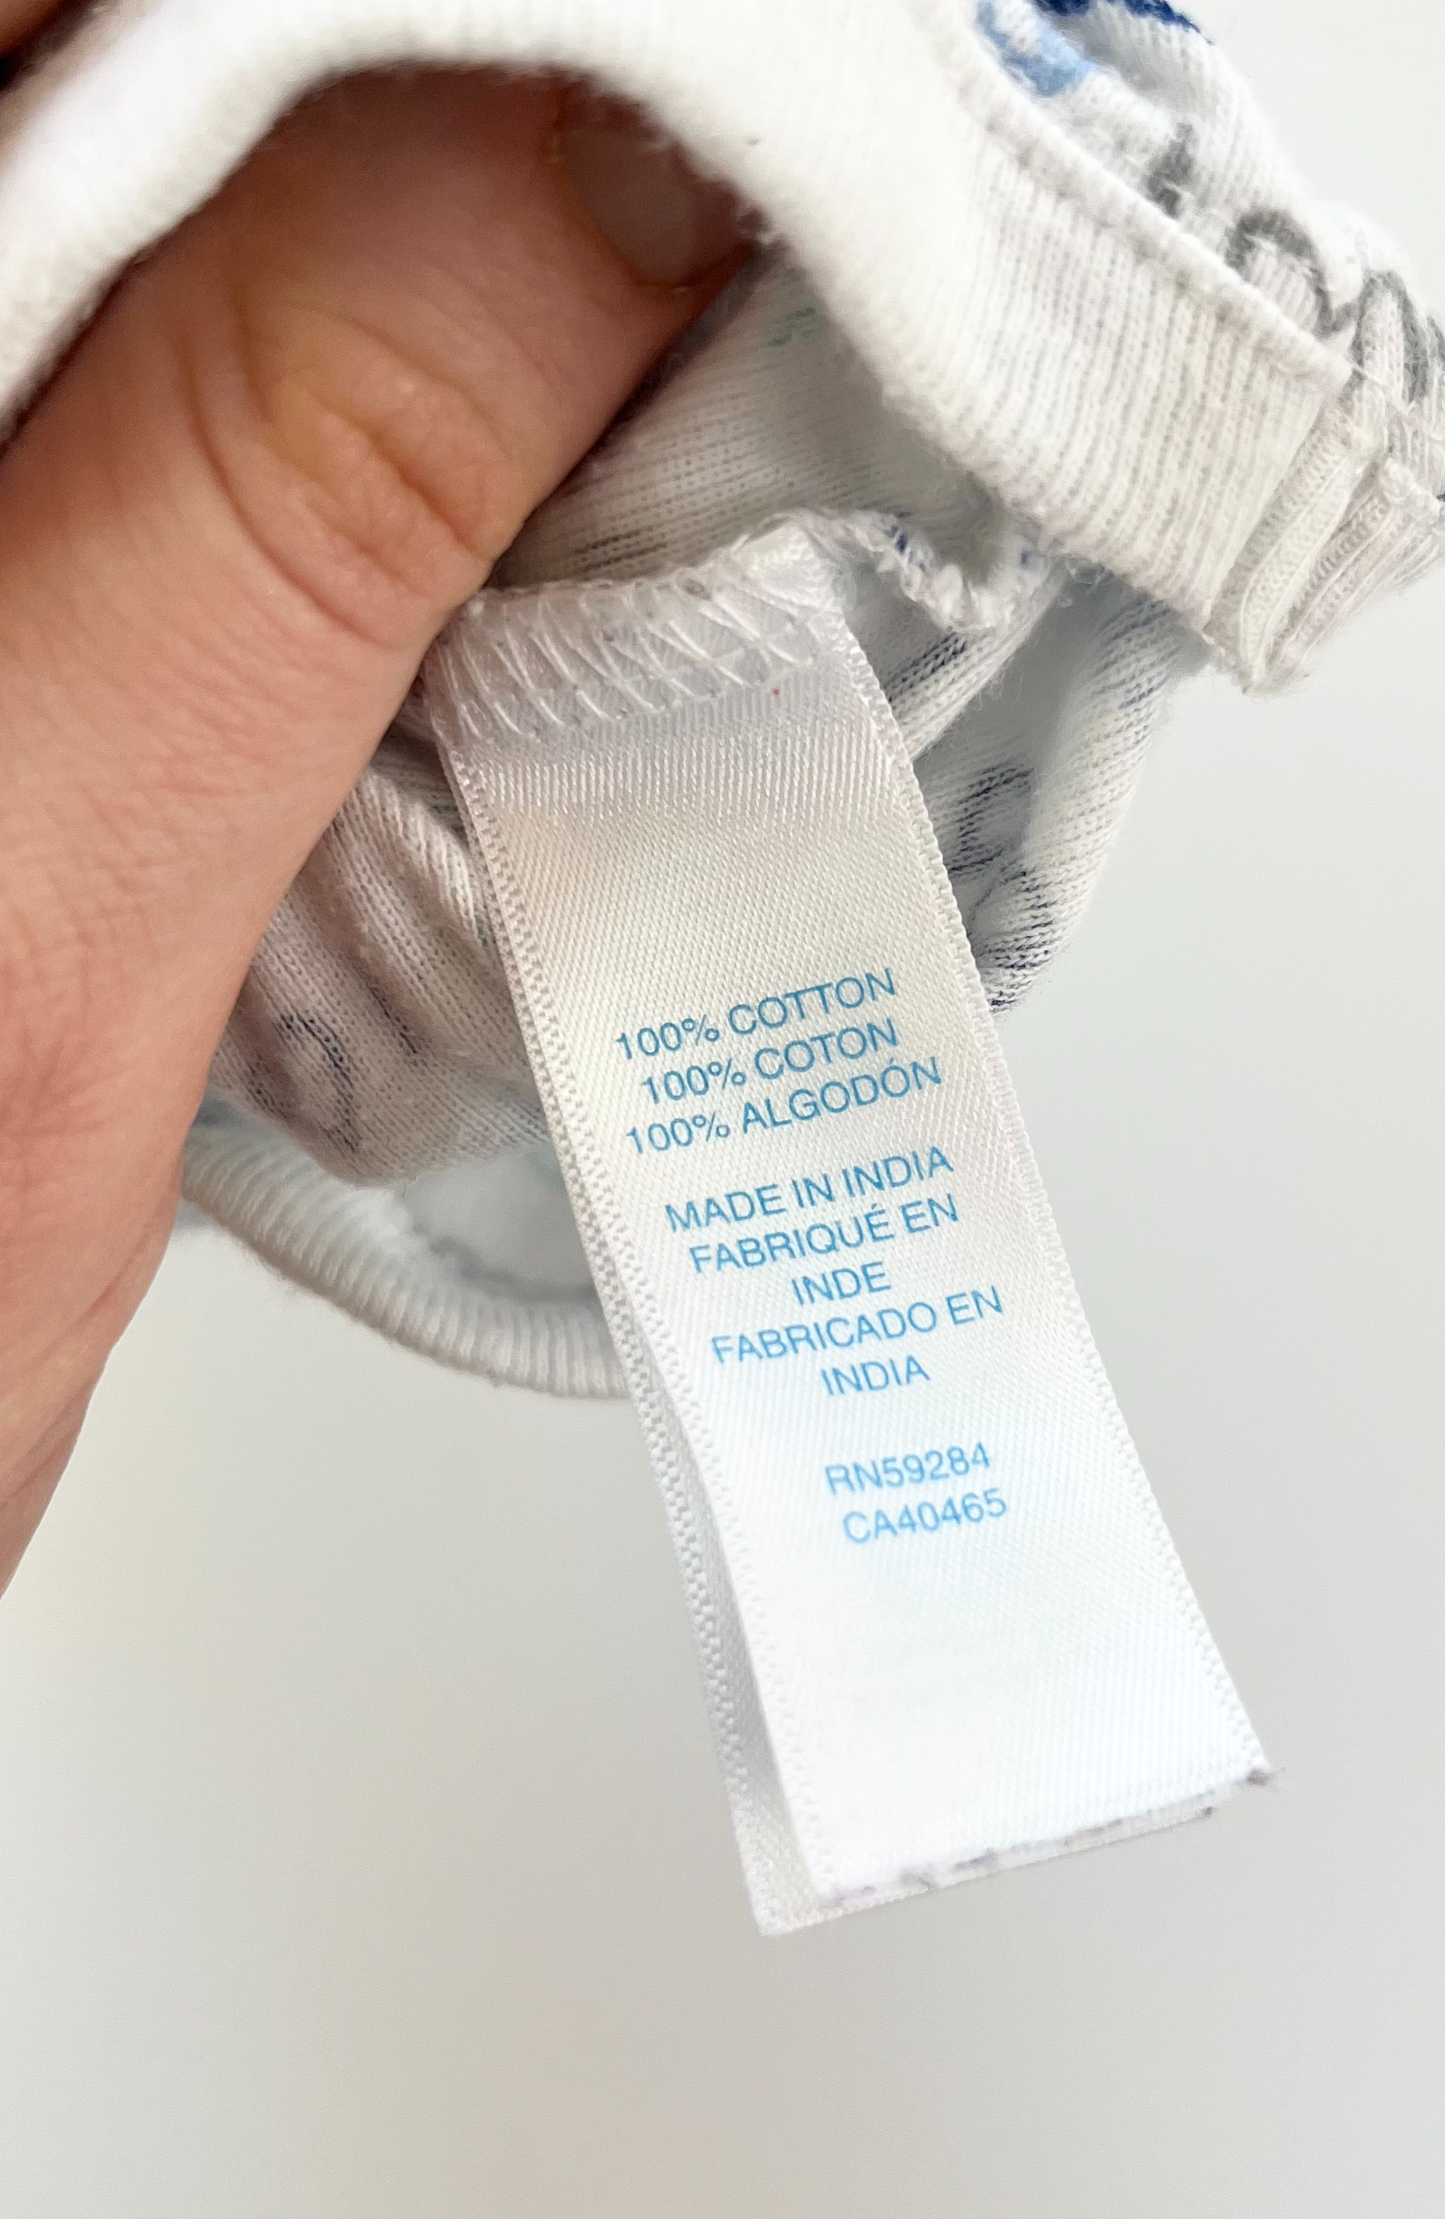 100% COTTON
100% COTON
100% ALGODÓN
MADE IN INDIA
FABRIQUÉ EN
INDE
FABRICADO EN
INDIA
RN59284
CA40465